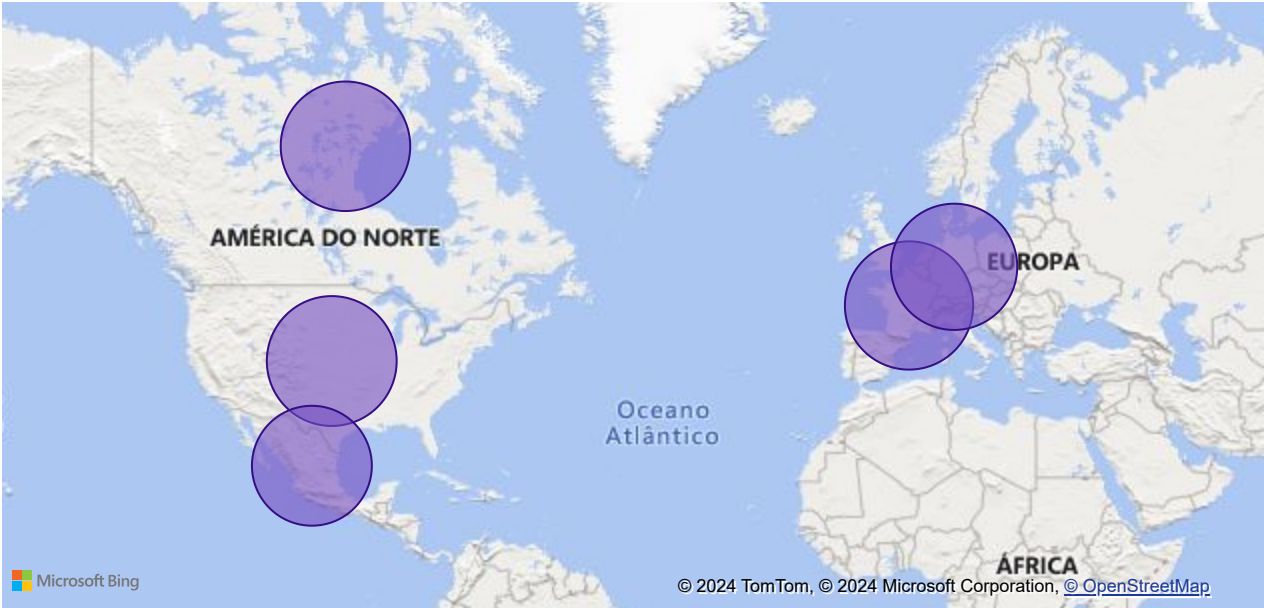 AMÉRICA DO NORTE
EUROPA
Oceano
Atlântico
ÁFRICA
Microsoft Bing
© 2024 TomTom, © 2024 Microsoft Corporation, © OpenStreetMap